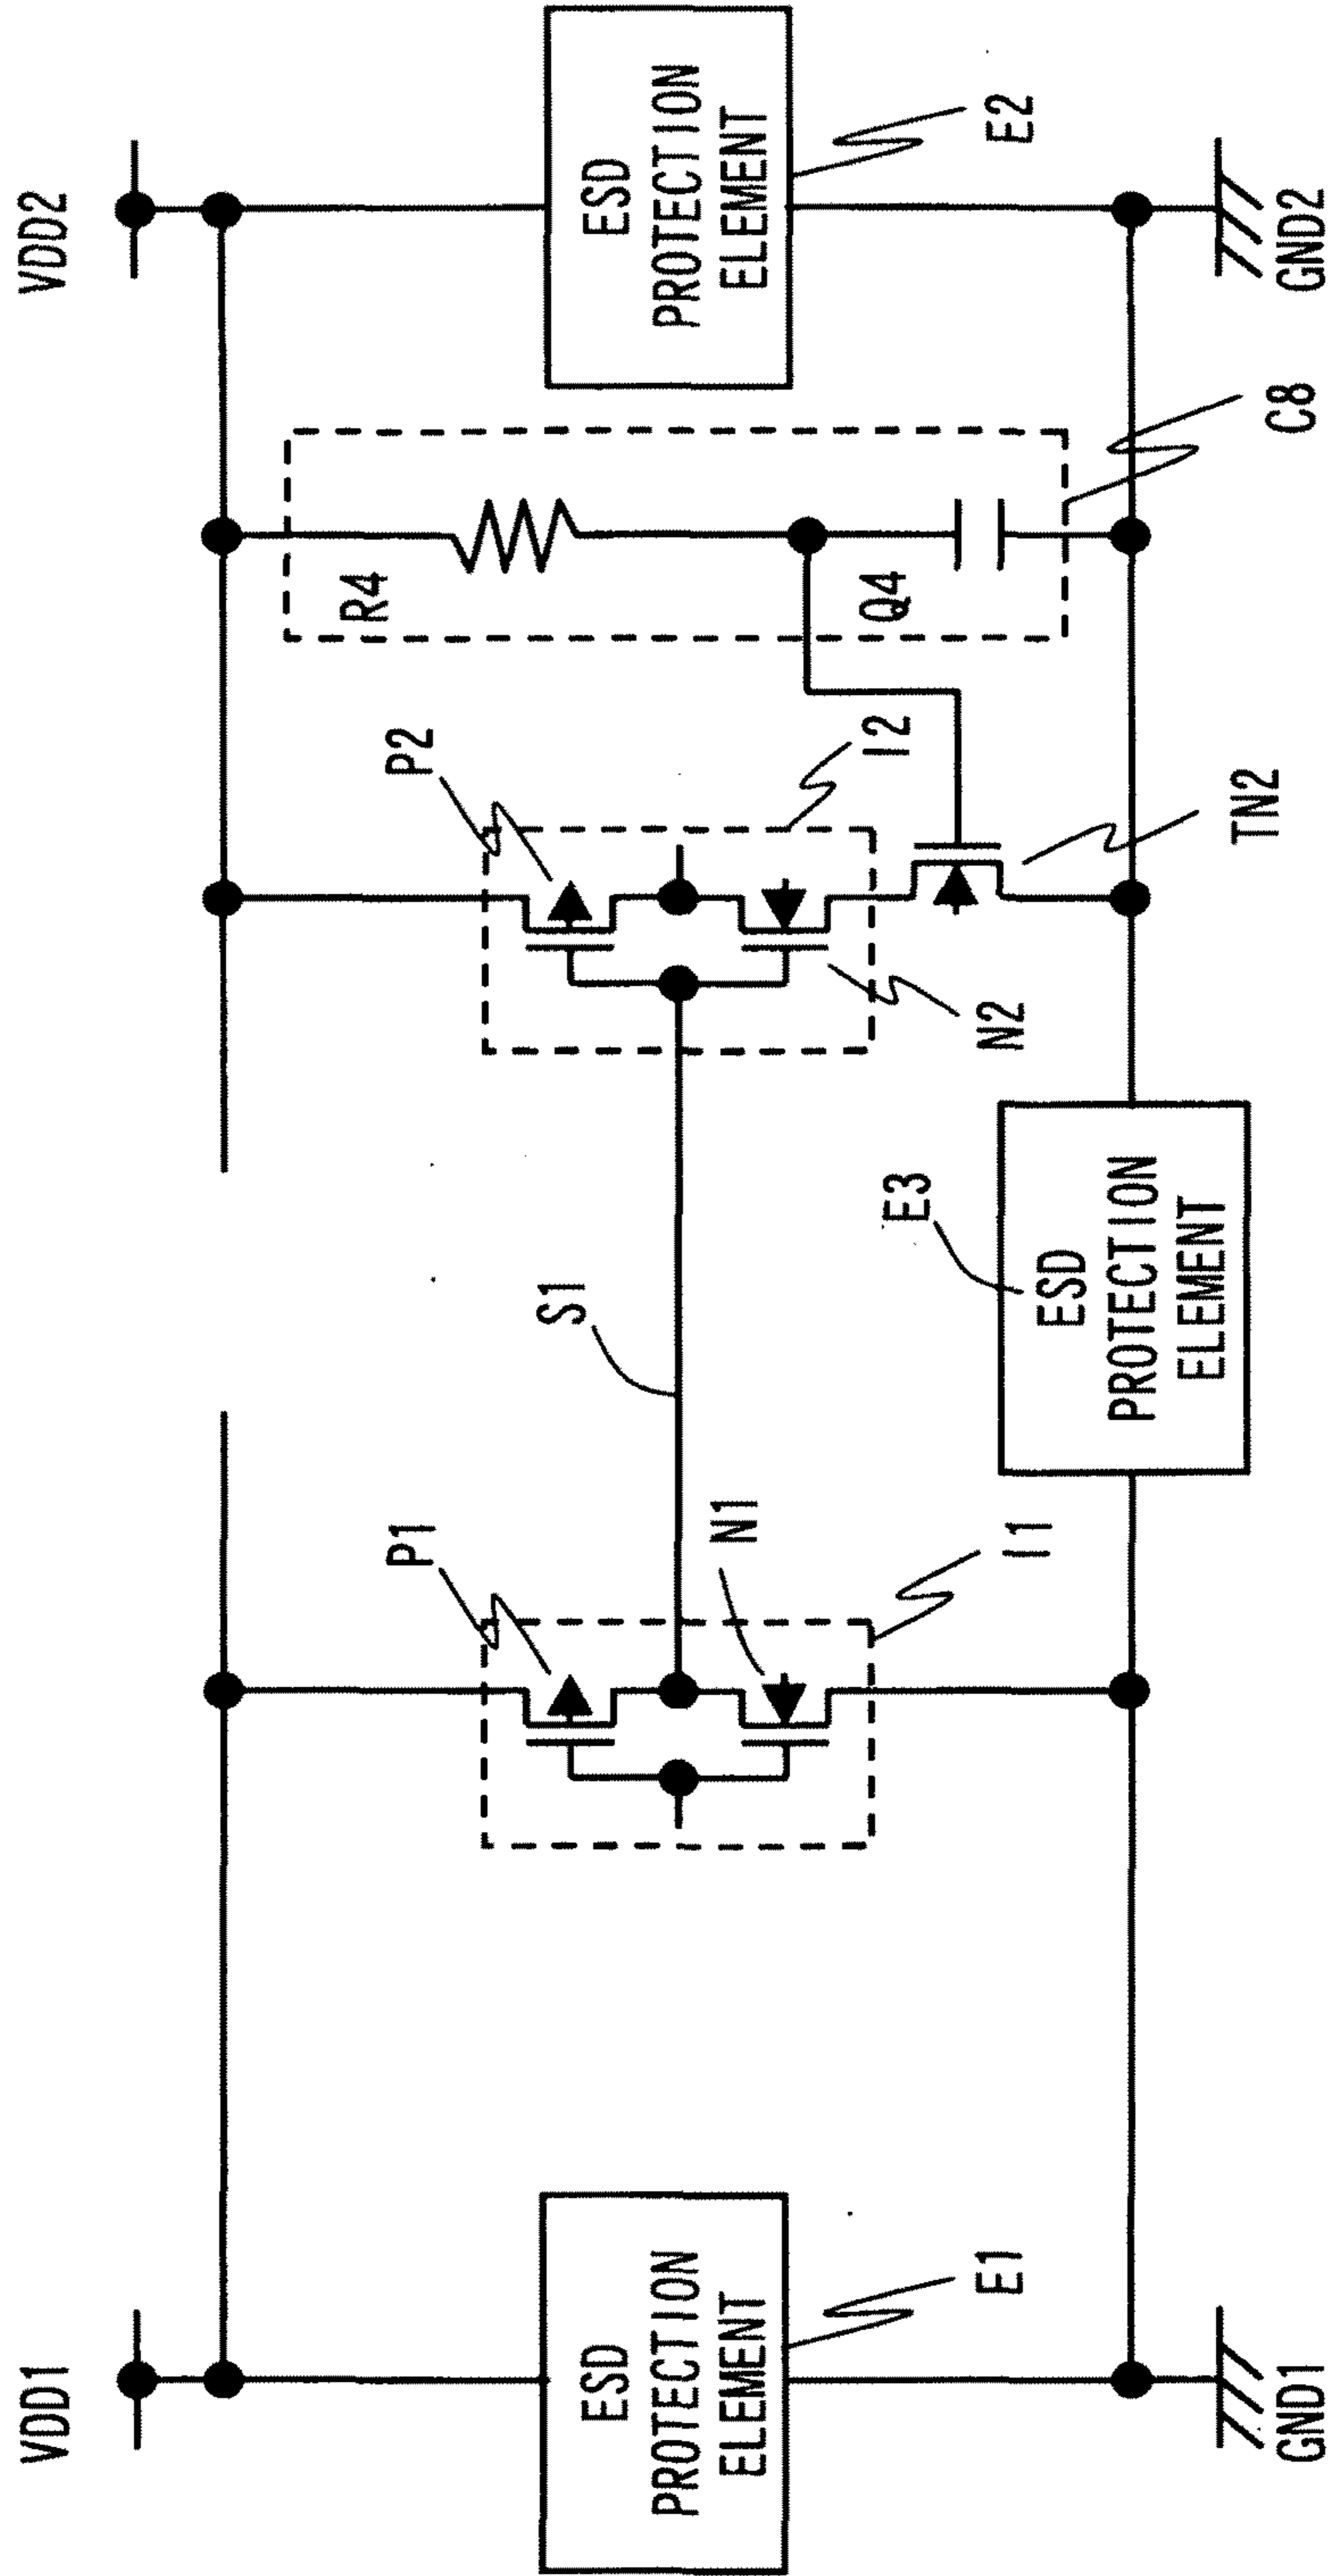 VDD1
VDD2
P1
P2
R4
ESD
PROTECTION
ELEMENT
S1
ESD
PROTECTION
ELEMENT
N1
I2
Q4
E1
I1
E3
N2
E2
ESD
PROTECTION
ELEMENT
TN2
C8
GND1
GND2